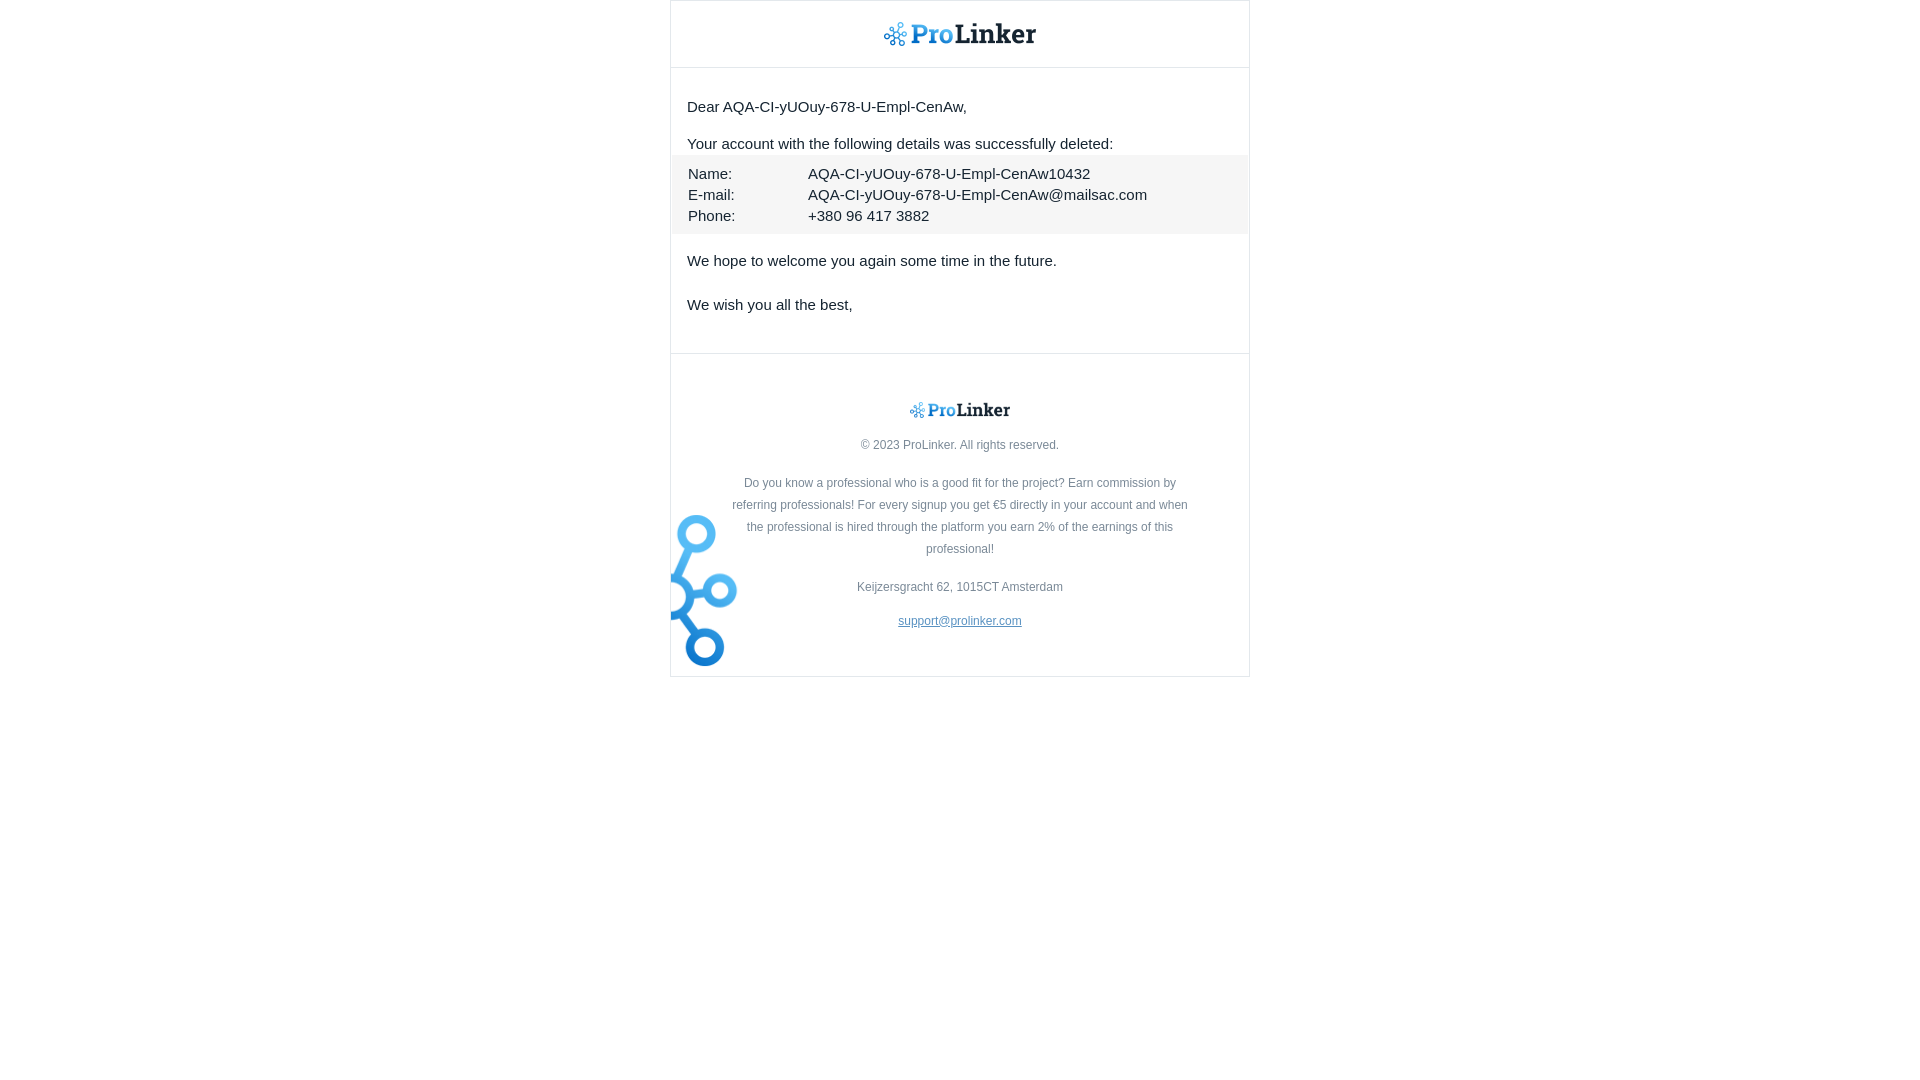 ProLinker
Dear AQA-CI-yUOuy-678-U-Empl-CenAw,
Your account with the following details was successfully deleted:
Name: AQA-CI-yUOuy-678-U-Empl-CenAw10432
E-mail: AQA-CI-yUOuy-678-U-Empl-CenAw@mailsac.com
Phone: +380 96 417 3882
We hope to welcome you again some time in the future.
We wish you all the best,
ProLinker
© 2023 ProLinker. All rights reserved.
Do you know a professional who is a good fit for the project? Earn commission by
referring professionals! For every signup you get €5 directly in your account and when
the professional is hired through the platform you earn 2% of the earnings of this
professional!
Keijzersgracht 62, 1015CT Amsterdam
support@prolinker.com